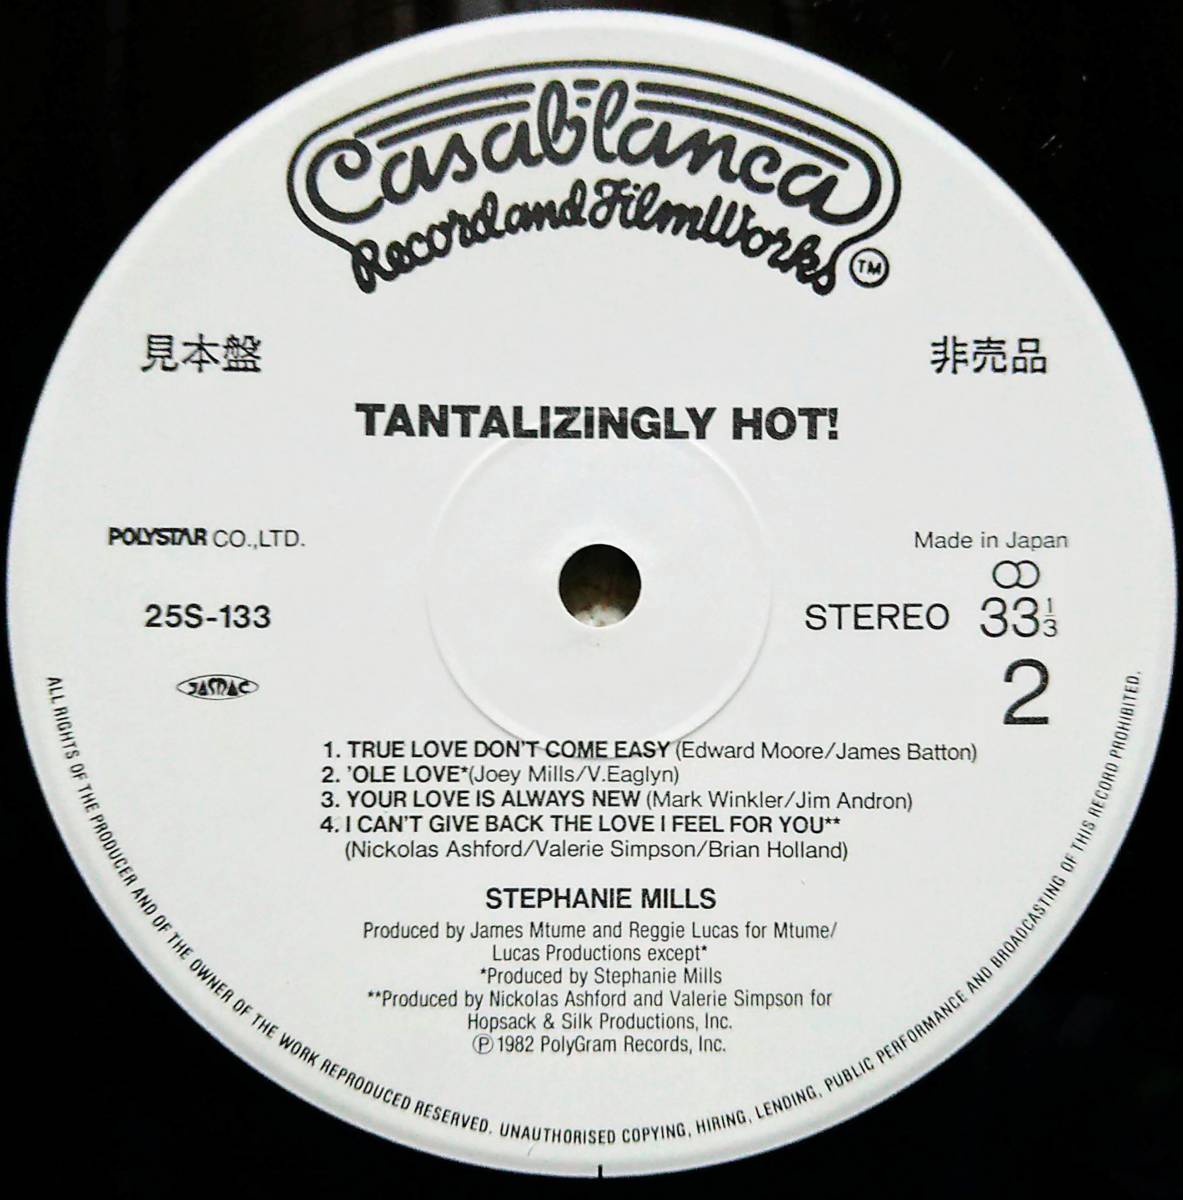 Casablanca
Record and FilmWorks
TM
見本盤
非売品
TANTALIZINGLY HOT!
POLYSTAR CO.,LTD.
Made in Japan
25S-133
STEREO 33⅓
JASRAC
2
1. TRUE LOVE DON'T COME EASY (Edward Moore/James Batton)
2. 'OLE LOVE*(Joey Mills/V.Eaglyn)
3. YOUR LOVE IS ALWAYS NEW (Mark Winkler/Jim Andron)
4. I CAN'T GIVE BACK THE LOVE I FEEL FOR YOU**
(Nickolas Ashford/Valerie Simpson/Brian Holland)
STEPHANIE MILLS
Produced by James Mtume and Reggie Lucas for Mtume/
Lucas Productions except*
*Produced by Stephanie Mills
**Produced by Nickolas Ashford and Valerie Simpson for
Hopsack & Silk Productions, Inc.
℗ 1982 PolyGram Records, Inc.
ALL RIGHTS OF THE PRODUCER AND OF THE OWNER OF THE WORK REPRODUCED RESERVED. UNAUTHORISED COPYING, HIRING, LENDING, PUBLIC PERFORMANCE AND BROAUCASTING OF THIS RECORD PROHIBITED.